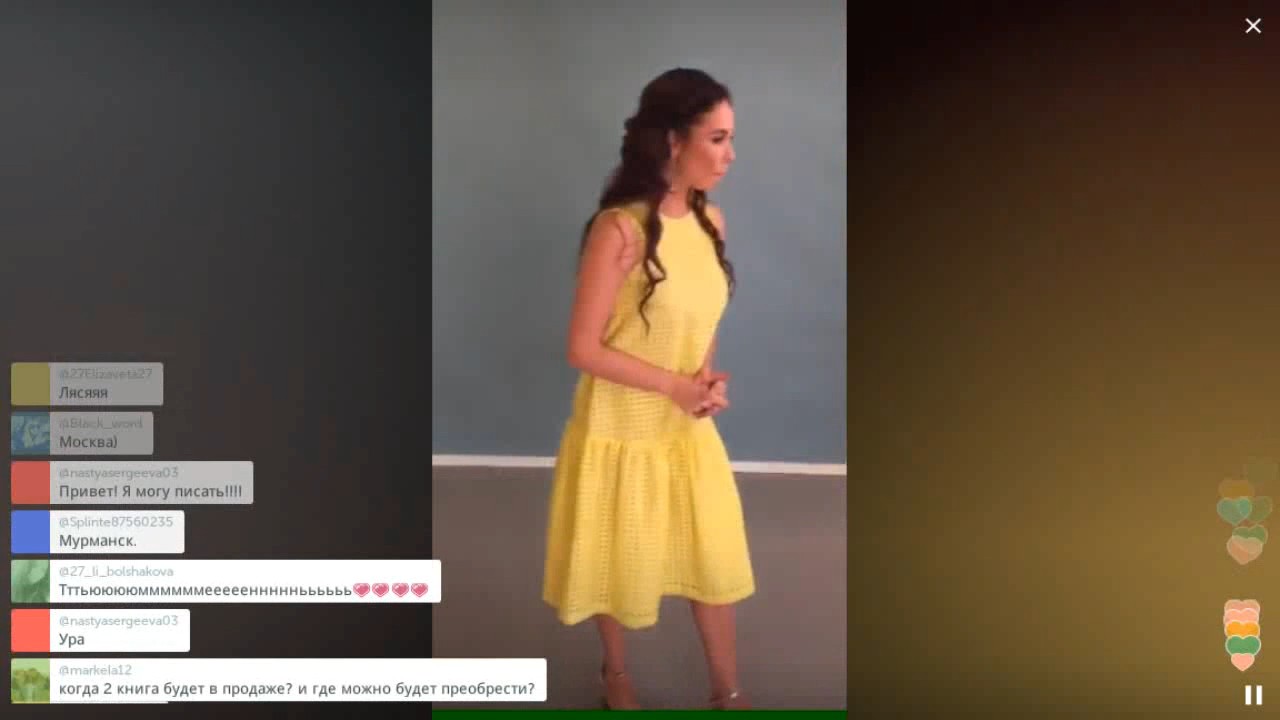 @27Elizaveta27
Лясяяя
@Black_word
Москва)
@nastyasergeeva03
Привет! Я могу писать!!!!
@Splinte87560235
Мурманск.
@27_li_bolshakova
Тттьююююммммммееееенннннььььььь💗💗💗💗
@nastyasergeeva03
Ура
@markela12
когда 2 книга будет в продаже? и где можно будет преобрести?